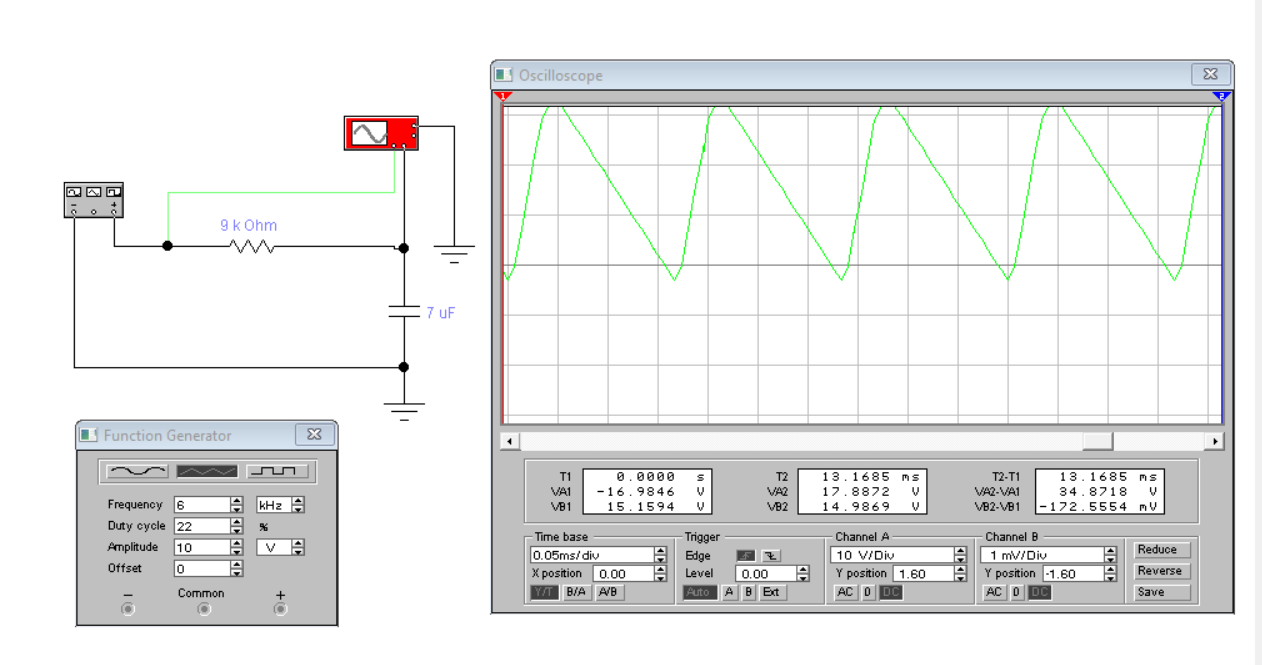 Oscilloscope
1
2
9 k Ohm
7 uF
Function Generator
Frequency 6 kHz
Duty cycle 22 %
Amplitude 10 V
Offset 0
− Common +
T1 0.0000 s
VA1 -16.9846 V
VB1 15.1594 V
T2 13.1685 ms
VA2 17.8872 V
VB2 14.9869 V
T2-T1 13.1685 ms
VA2-VA1 34.8718 V
VB2-VB1 -172.5554 mV
Time base
0.05ms/div
X position 0.00
Y/T B/A A/B
Trigger
Edge
Level 0.00
Auto A B Ext
Channel A
10 V/Div
Y position 1.60
AC 0 DC
Channel B
1 mV/Div
Y position -1.60
AC 0 DC
Reduce
Reverse
Save